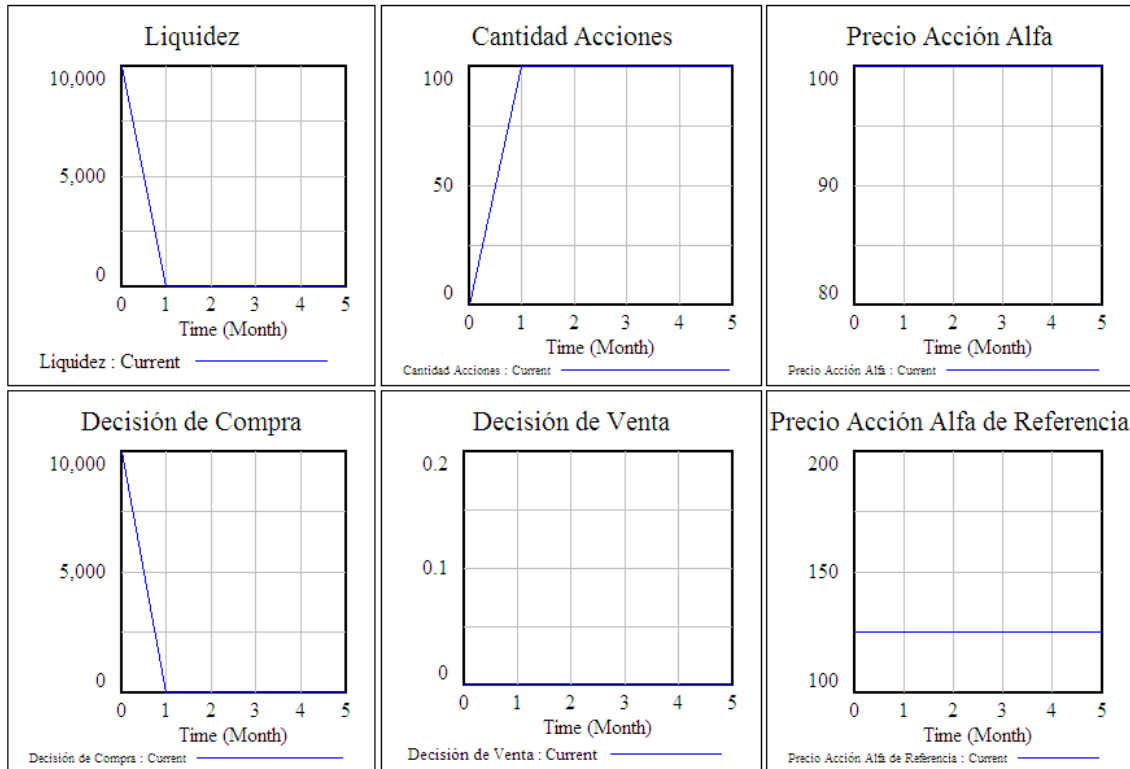 Liquidez
10,000
5,000
0
0 1 2 3 4 5
Time (Month)
Liquidez : Current
Cantidad Acciones
100
50
0
0 1 2 3 4 5
Time (Month)
Cantidad Acciones : Current
Precio Acción Alfa
100
90
80
0 1 2 3 4 5
Time (Month)
Precio Acción Alfa : Current
Decisión de Compra
10,000
5,000
0
0 1 2 3 4 5
Time (Month)
Decisión de Compra : Current
Decisión de Venta
0.2
0.1
0
0 1 2 3 4 5
Time (Month)
Decisión de Venta : Current
Precio Acción Alfa de Referencia
200
150
100
0 1 2 3 4 5
Time (Month)
Precio Acción Alfa de Referencia : Current